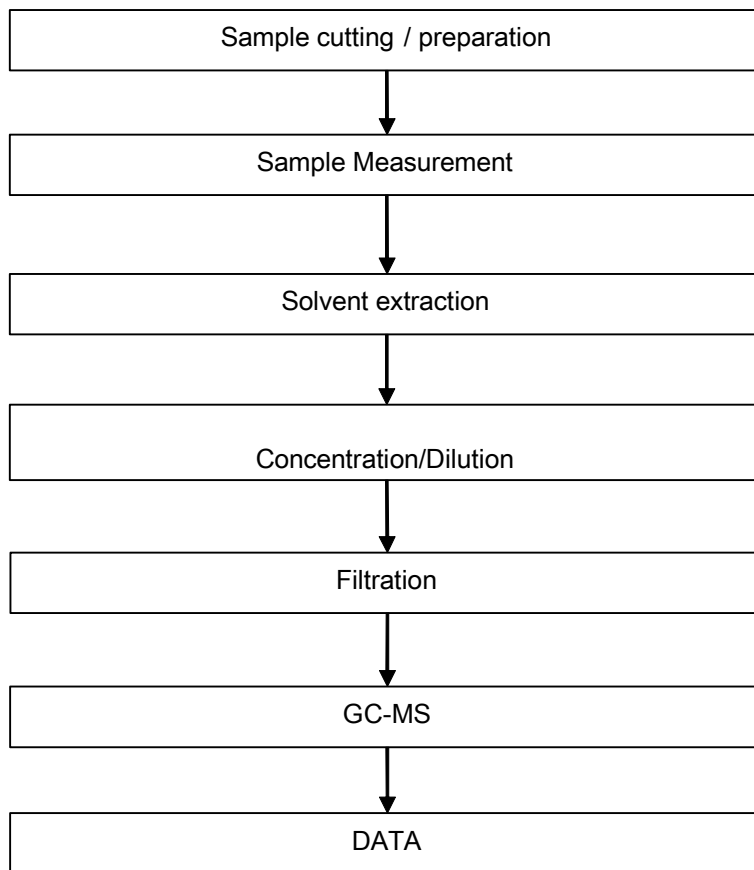 Sample cutting / preparation
Sample Measurement
Solvent extraction
Concentration/Dilution
Filtration
GC-MS
DATA